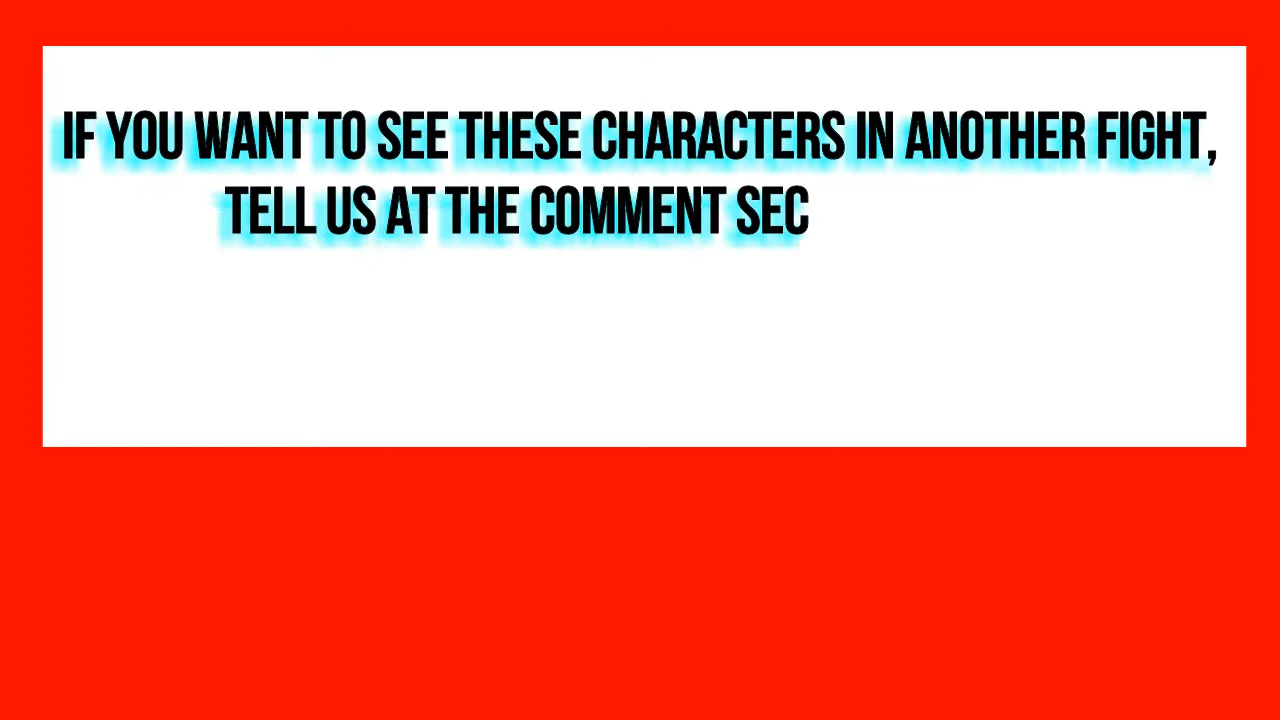 IF YOU WANT TO SEE THESE CHARACTERS IN ANOTHER FIGHT,
TELL US AT THE COMMENT SEC